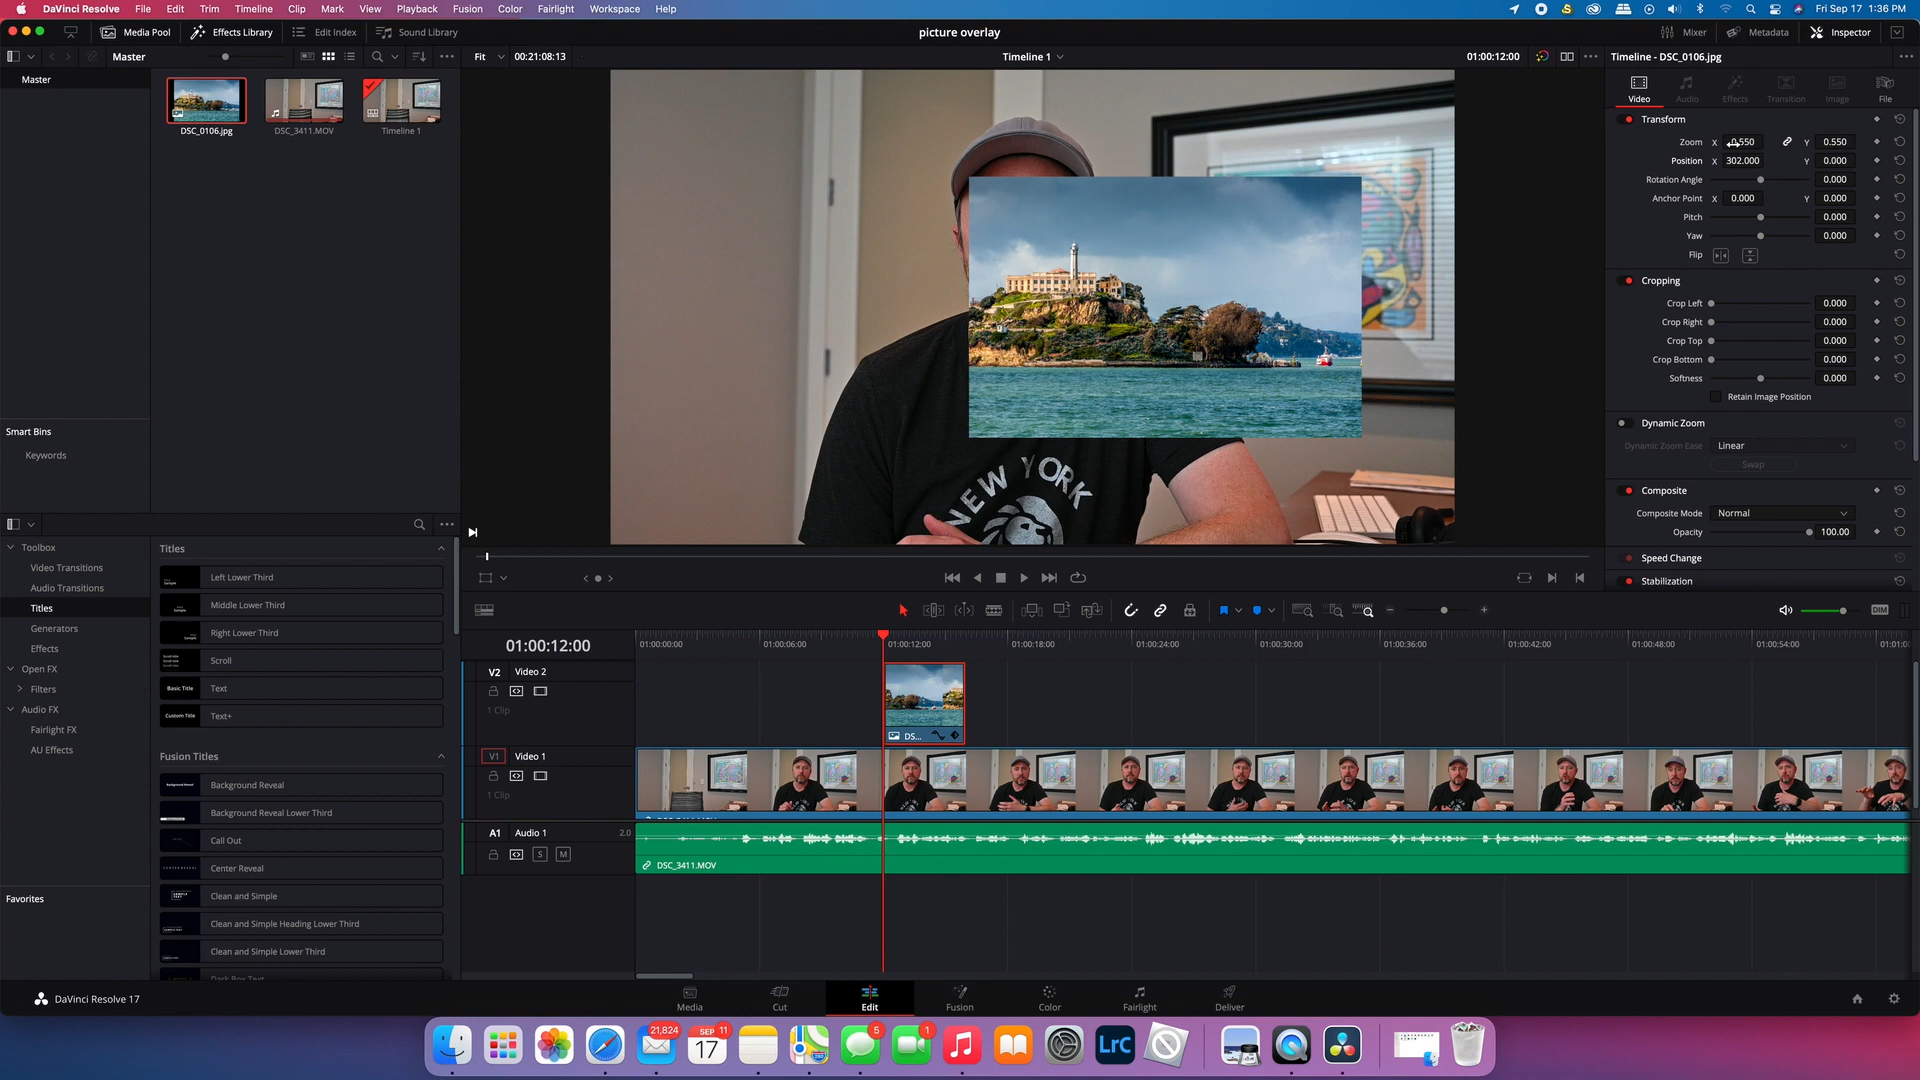 DaVinci Resolve File Edit Trim Timeline Clip Mark View Playback Fusion Color Fairlight Workspace Help
Fri Sep 17 1:36 PM
Media Pool Effects Library Edit Index Sound Library
picture overlay
Mixer Metadata Inspector
Master
Fit 00:21:08:13
Timeline 1
01:00:12:00
Timeline - DSC_0106.jpg
Master
DSC_0106.jpg
DSC_3411.MOV
Timeline 1
Video Audio Effects Transition Image File
Transform
Zoom X 0.550 Y 0.550
Position X 302.000 Y 0.000
Rotation Angle 0.000
Anchor Point X 0.000 Y 0.000
Pitch 0.000
Yaw 0.000
Flip
Cropping
Crop Left 0.000
Crop Right 0.000
Crop Top 0.000
Crop Bottom 0.000
Softness 0.000
Retain Image Position
Dynamic Zoom
Dynamic Zoom Ease Linear
Swap
Composite
Composite Mode Normal
Opacity 100.00
Speed Change
Stabilization
NEW YORK
Smart Bins
Keywords
Toolbox
Video Transitions
Audio Transitions
Titles
Generators
Effects
Open FX
Filters
Audio FX
Fairlight FX
AU Effects
Favorites
Titles
Left Lower Third
Middle Lower Third
Right Lower Third
Scroll
Basic Title Text
Custom Title Text+
Fusion Titles
Background Reveal
Background Reveal Lower Third
Call Out
Center Reveal
Clean and Simple
Clean and Simple Heading Lower Third
Clean and Simple Lower Third
Dark Box Text
DIM
01:00:12:00
01:00:00:00 01:00:06:00 01:00:12:00 01:00:18:00 01:00:24:00 01:00:30:00 01:00:36:00 01:00:42:00 01:00:48:00 01:00:54:00 01:01:0
V2 Video 2
1 Clip
DS...
V1 Video 1
1 Clip
A1 Audio 1 2.0
S M
DSC_3411.MOV
DaVinci Resolve 17
Media Cut Edit Fusion Color Fairlight Deliver
21,824
SEP 11
17
5
1
LrC